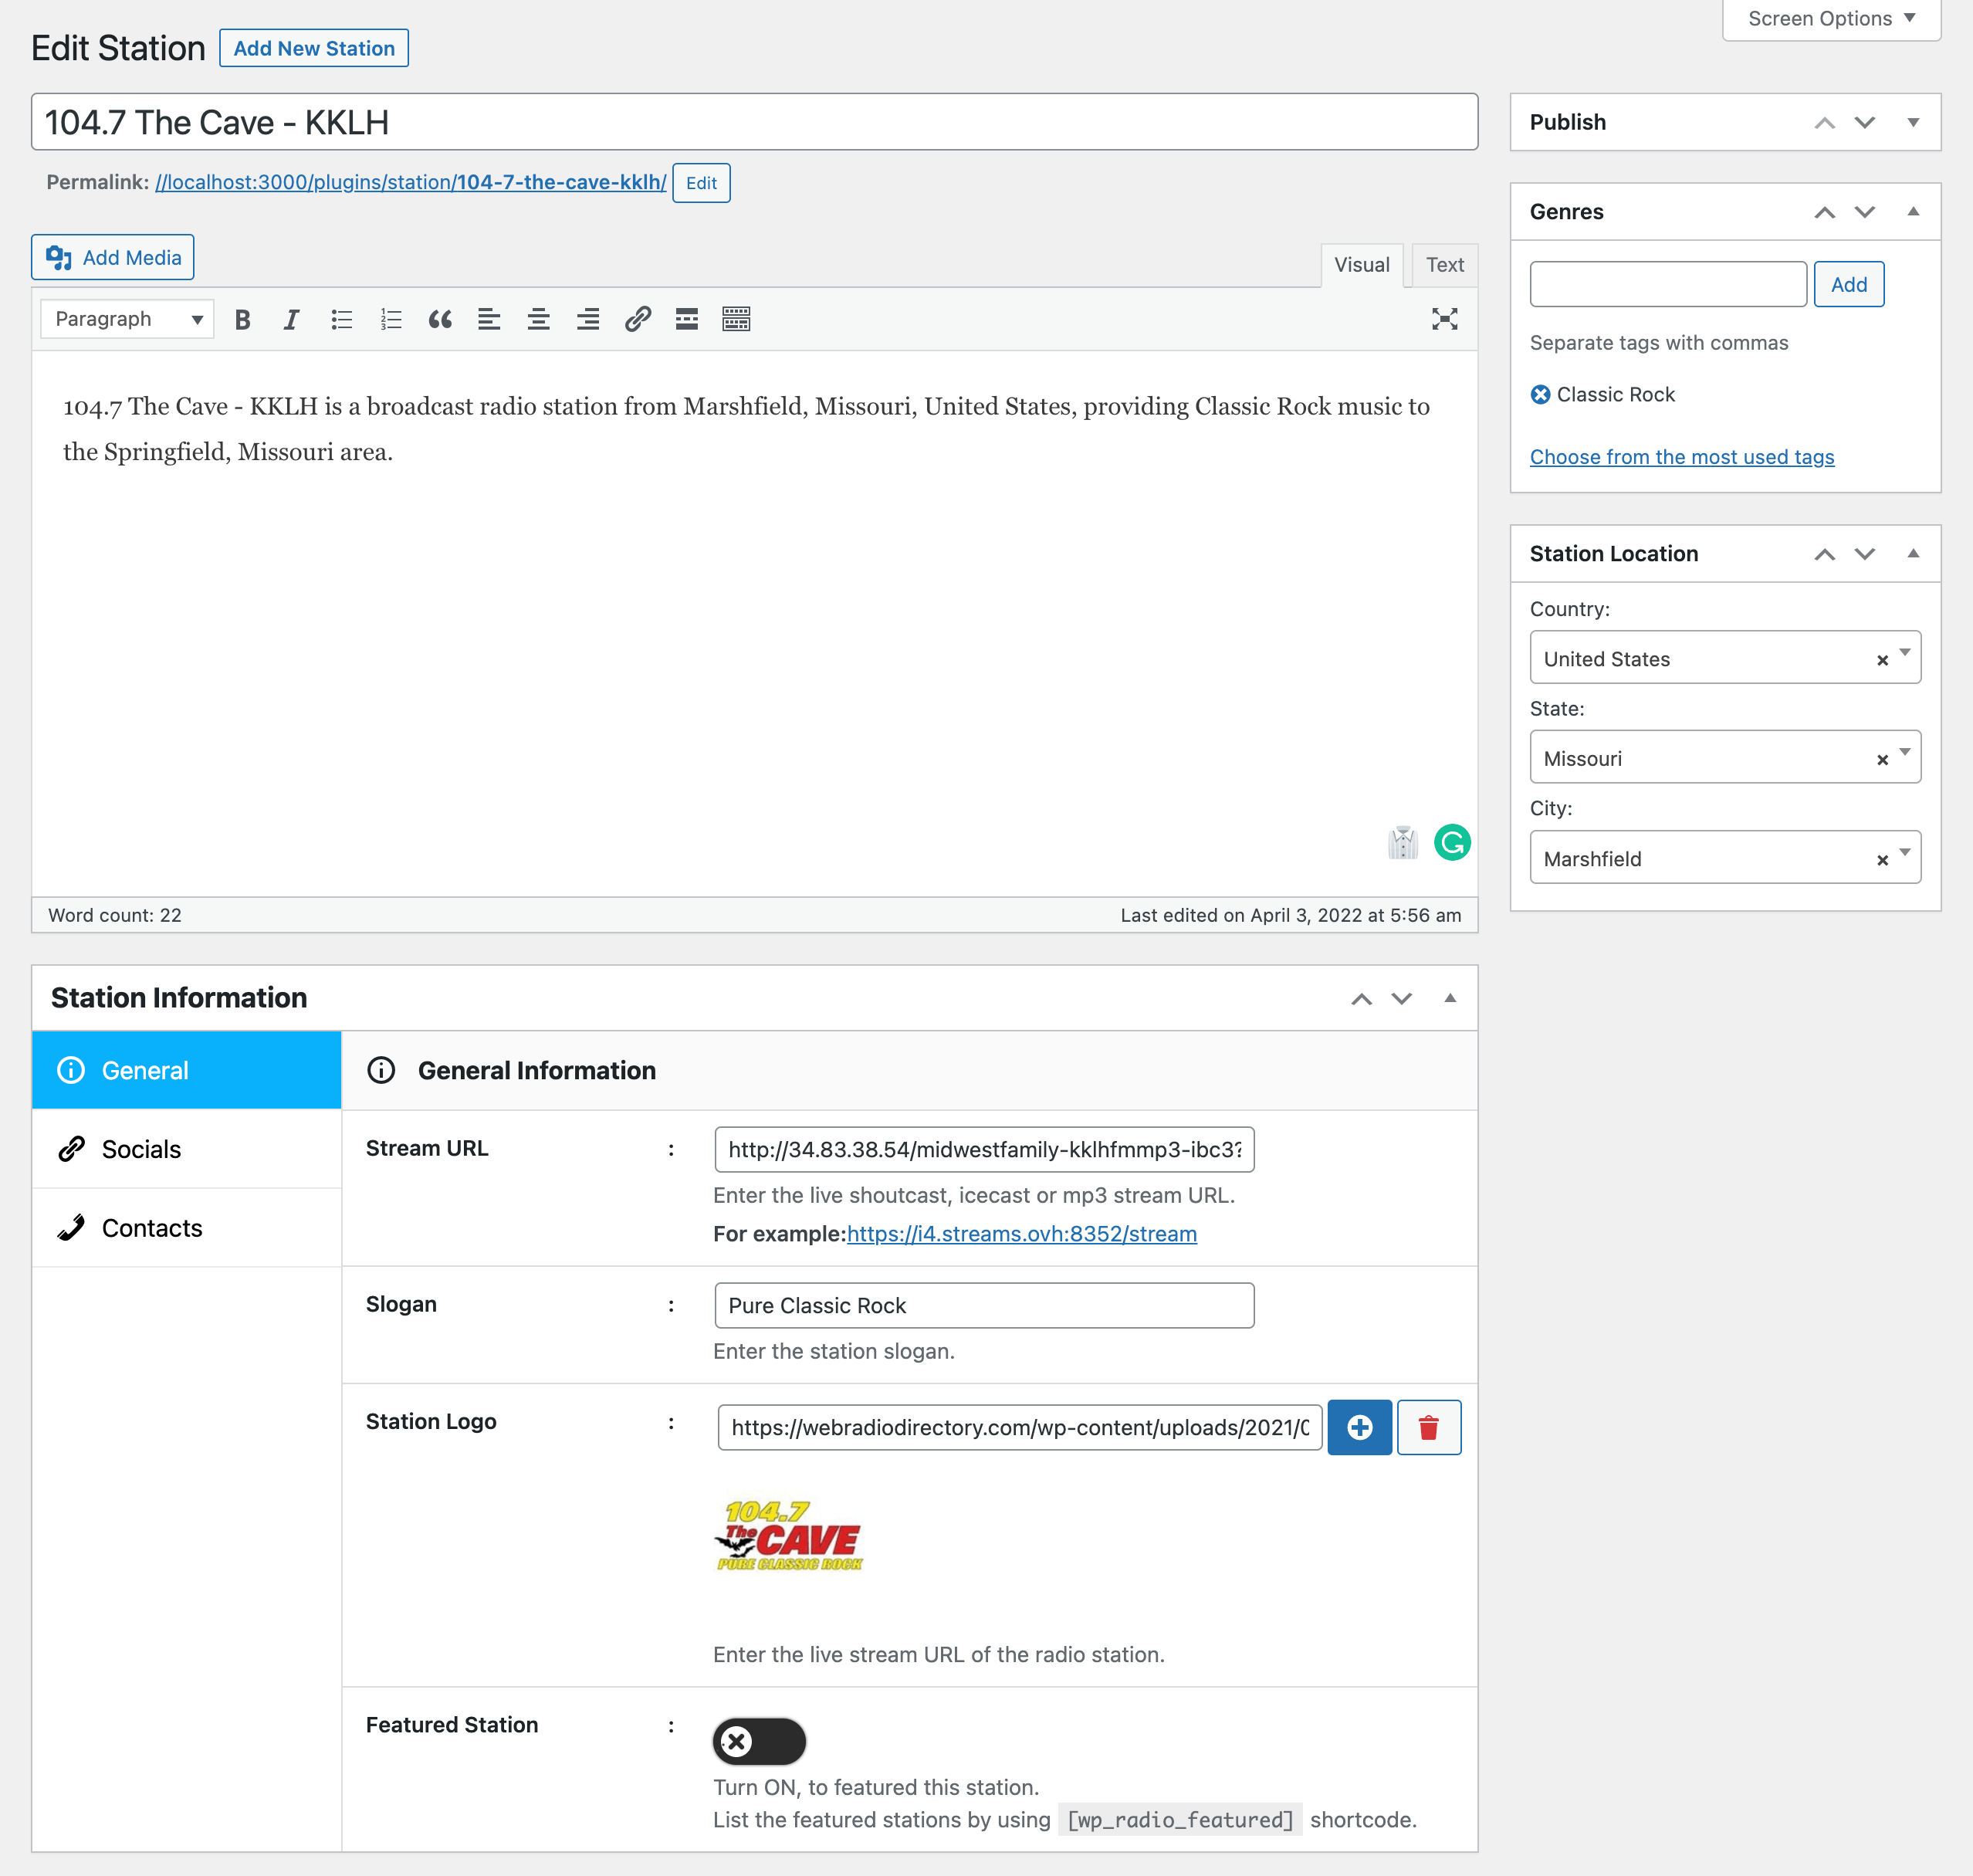 Screen Options
Edit Station
Add New Station
104.7 The Cave - KKLH
Permalink: //localhost:3000/plugins/station/104-7-the-cave-kklh/ Edit
Add Media
Visual
Text
Paragraph
104.7 The Cave - KKLH is a broadcast radio station from Marshfield, Missouri, United States, providing Classic Rock music to
the Springfield, Missouri area.
Word count: 22
Last edited on April 3, 2022 at 5:56 am
Publish
Genres
Add
Separate tags with commas
Classic Rock
Choose from the most used tags
Station Location
Country:
United States
State:
Missouri
City:
Marshfield
Station Information
General
Socials
Contacts
General Information
Stream URL :
http://34.83.38.54/midwestfamily-kklhfmmp3-ibc3?
Enter the live shoutcast, icecast or mp3 stream URL.
For example:https://i4.streams.ovh:8352/stream
Slogan :
Pure Classic Rock
Enter the station slogan.
Station Logo :
https://webradiodirectory.com/wp-content/uploads/2021/0
104.7
The CAVE
PURE CLASSIC ROCK
Enter the live stream URL of the radio station.
Featured Station :
Turn ON, to featured this station.
List the featured stations by using [wp_radio_featured] shortcode.